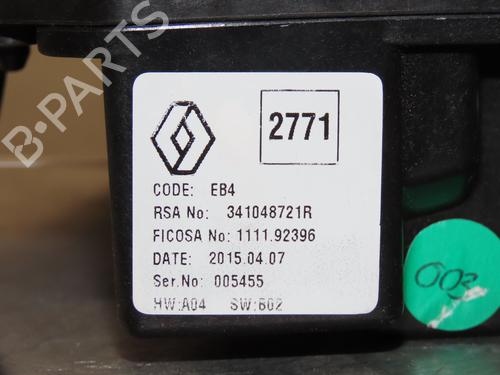 B-PARTS
2771
CODE: EB4
RSA No: 341048721R
FICOSA No: 1111.92396
DATE: 2015.04.07
Ser.No: 005455
HW:A04 SW:B02
003